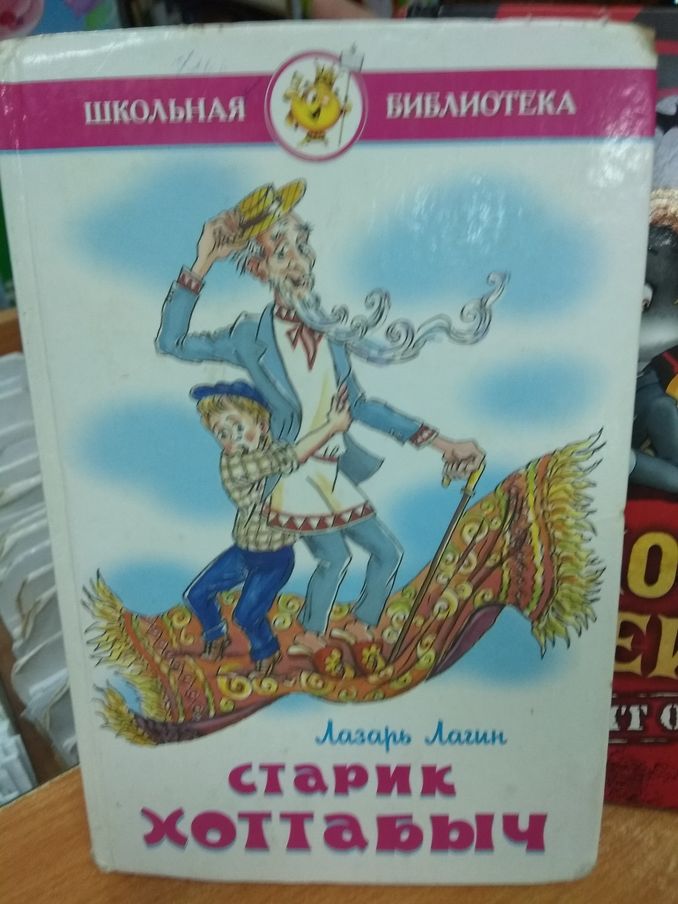 ШКОЛЬНАЯ БИБЛИОТЕКА
Лазарь Лагин
старик
хоттабыч